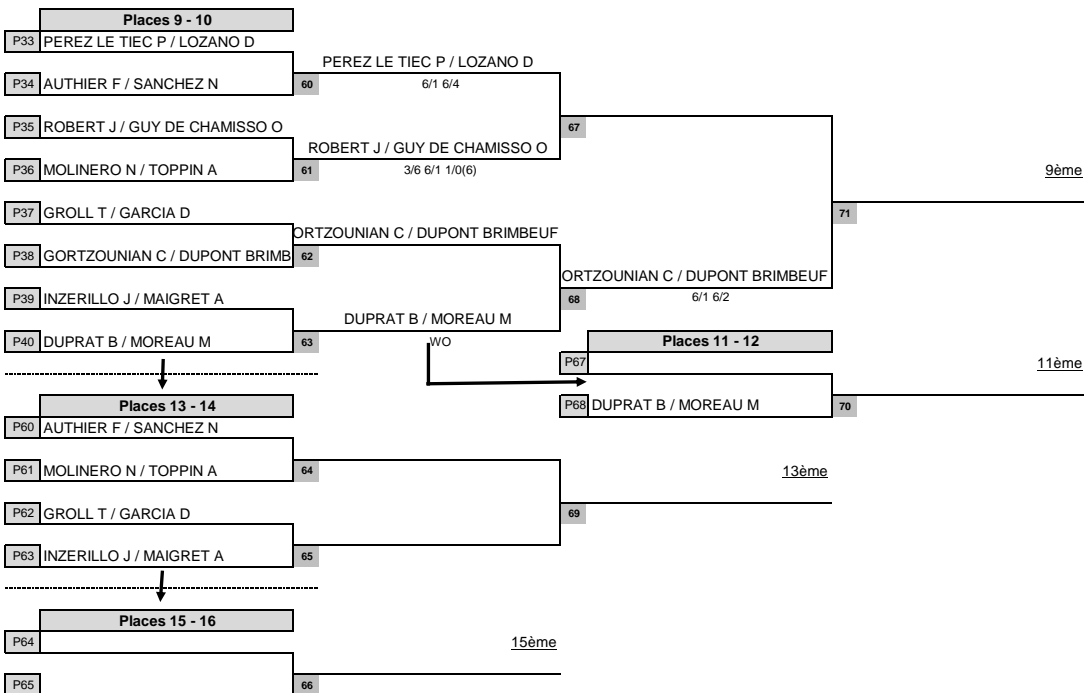 Places 9 - 10
P33 PEREZ LE TIEC P / LOZANO D
PEREZ LE TIEC P / LOZANO D
P34 AUTHIER F / SANCHEZ N 60 6/1 6/4
P35 ROBERT J / GUY DE CHAMISSO O 67
ROBERT J / GUY DE CHAMISSO O
P36 MOLINERO N / TOPPIN A 61 3/6 6/1 1/0(6) 9ème
P37 GROLL T / GARCIA D 71
ORTZOUNIAN C / DUPONT BRIMBEUF
P38 GORTZOUNIAN C / DUPONT BRIMB 62
ORTZOUNIAN C / DUPONT BRIMBEUF
P39 INZERILLO J / MAIGRET A 68 6/1 6/2
DUPRAT B / MOREAU M
P40 DUPRAT B / MOREAU M 63 WO Places 11 - 12
P67 11ème
Places 13 - 14 P68 DUPRAT B / MOREAU M 70
P60 AUTHIER F / SANCHEZ N
P61 MOLINERO N / TOPPIN A 64 13ème
P62 GROLL T / GARCIA D 69
P63 INZERILLO J / MAIGRET A 65
Places 15 - 16
P64 15ème
P65 66